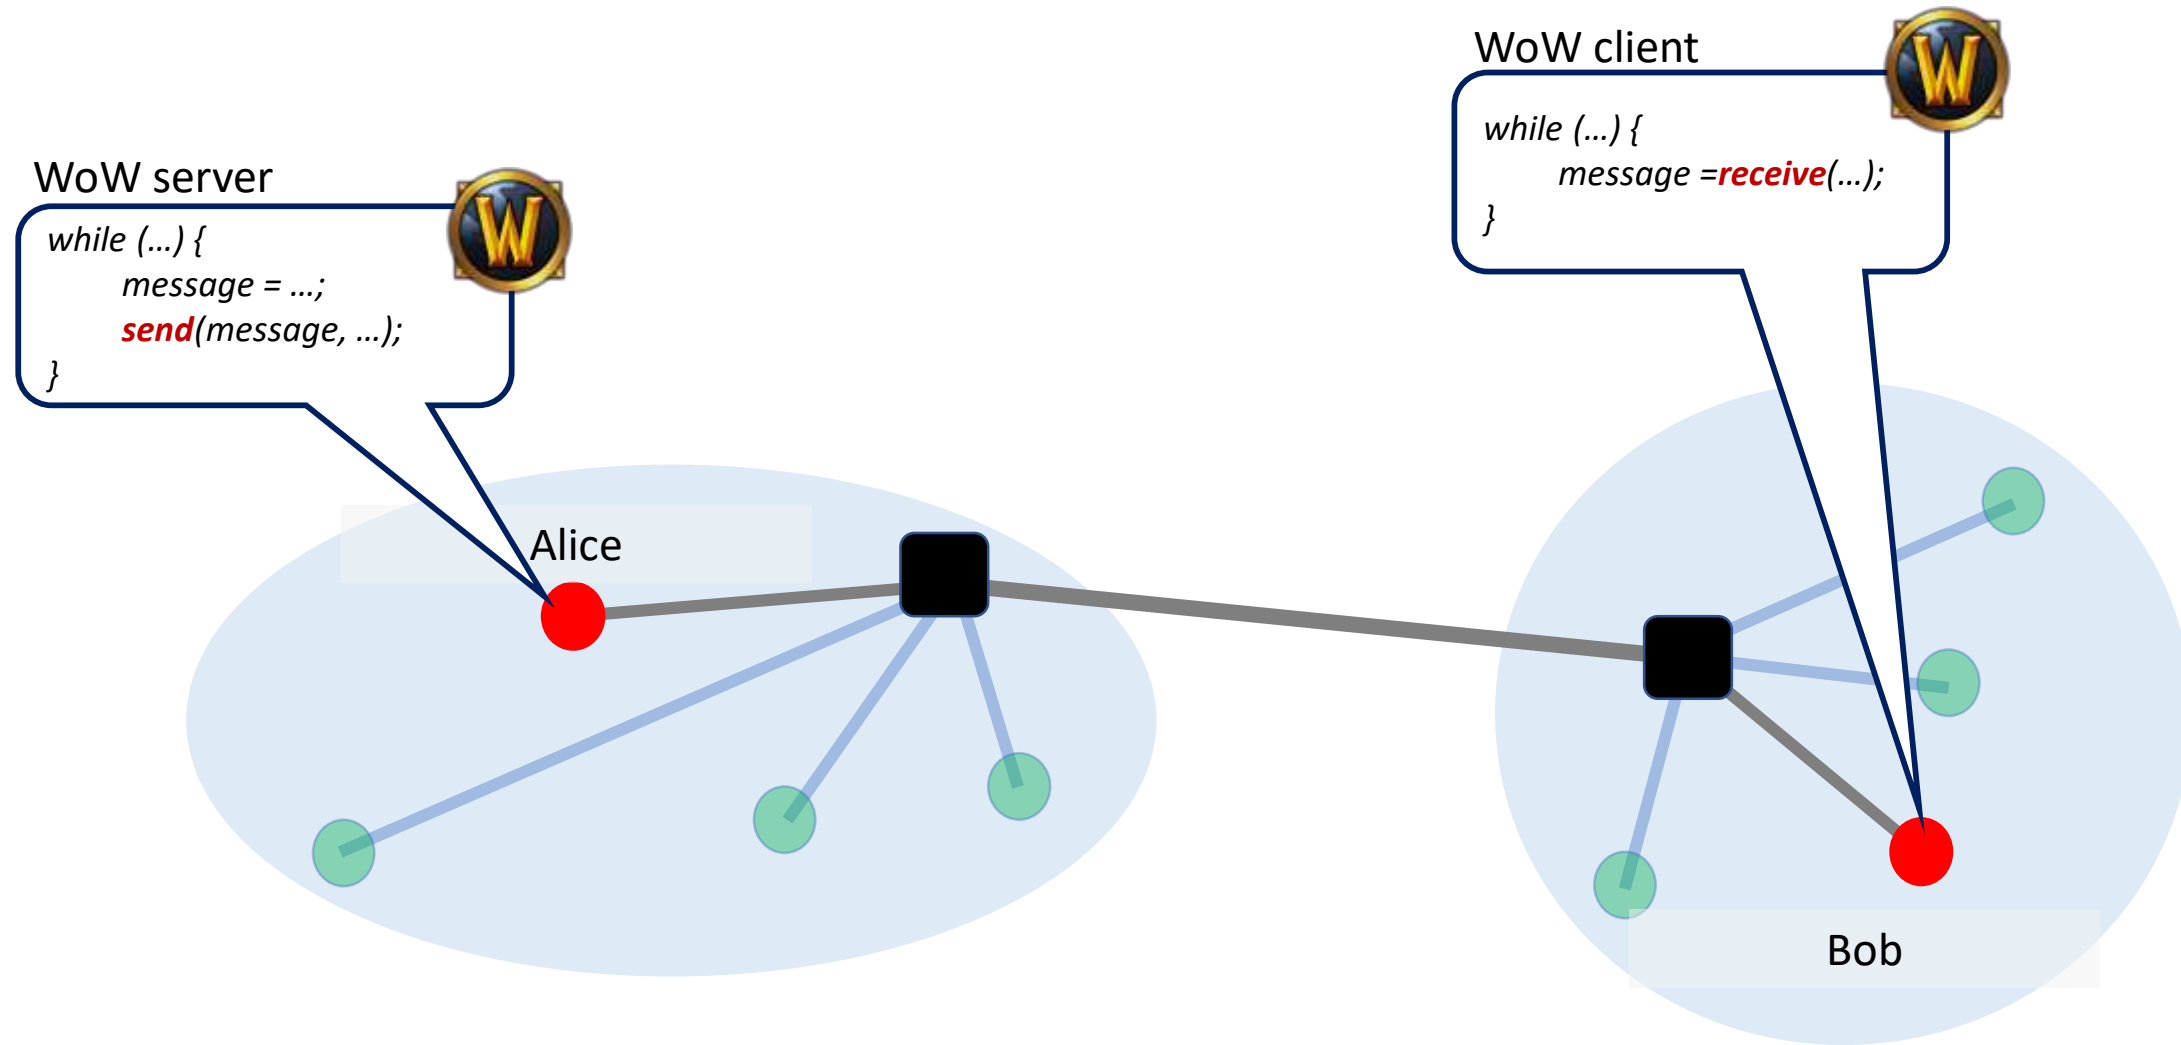 WoW server
while (…) {
message = …;
send(message, …);
}
Alice
WoW client
while (…) {
message =receive(…);
}
Bob